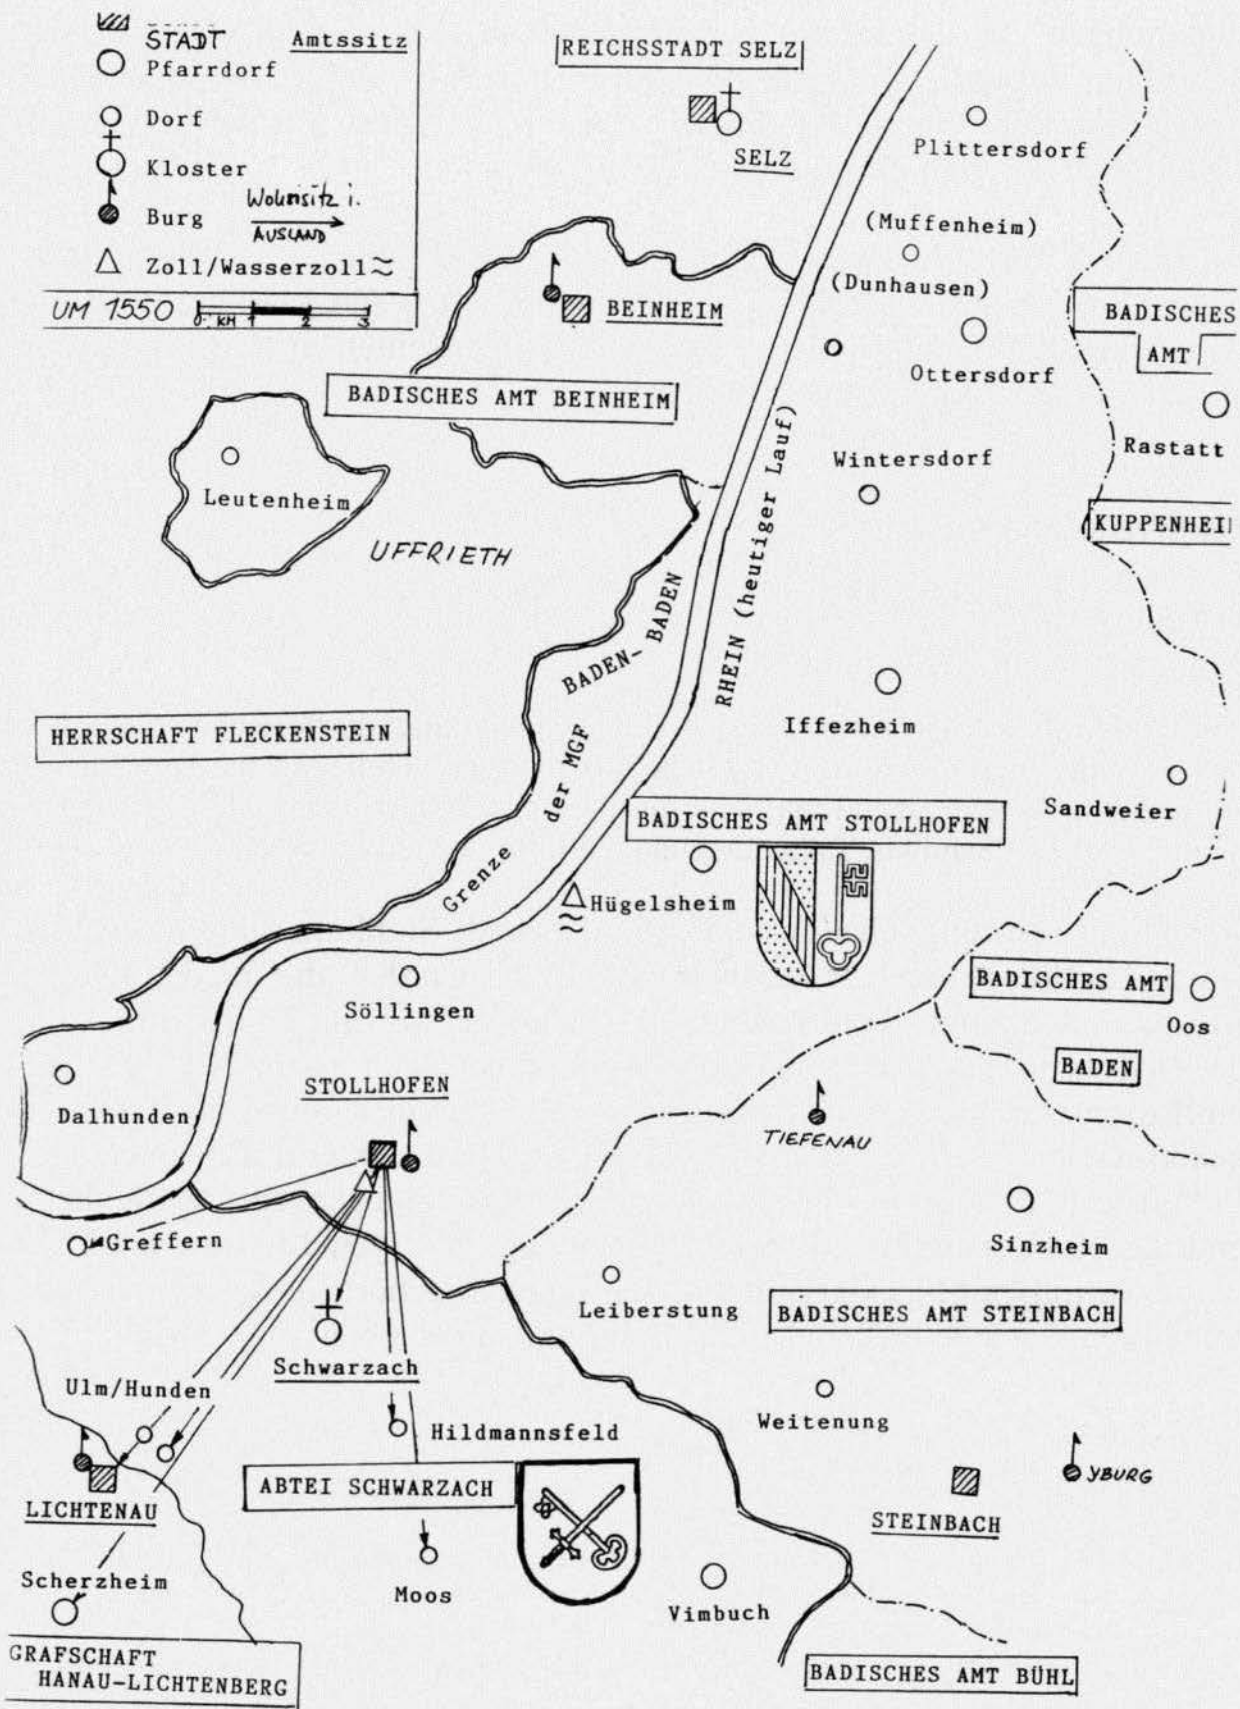 STADT Amtssitz
Pfarrdorf
Dorf
Kloster
Burg
Wohnsitz i.
AUSLAND
Zoll/Wasserzoll
UM 1550
0 KM 1 2 3
REICHSSTADT SELZ
SELZ
Plittersdorf
(Muffenheim)
(Dunhausen)
BEINHEIM
BADISCHES
AMT
Ottersdorf
BADISCHES AMT BEINHEIM
Rastatt
Wintersdorf
Leutenheim
KUPPENHEI
UFFRIETH
RHEIN (heutiger Lauf)
Grenze der MGF BADEN-BADEN
HERRSCHAFT FLECKENSTEIN
Iffezheim
Sandweier
BADISCHES AMT STOLLHOFEN
Hügelsheim
BADISCHES AMT
Oos
BADEN
Söllingen
STOLLHOFEN
Dalhunden
TIEFENAU
Greffern
Sinzheim
Leiberstung
BADISCHES AMT STEINBACH
Schwarzach
Ulm/Hunden
Weitenung
Hildmannsfeld
ABTEI SCHWARZACH
YBURG
LICHTENAU
STEINBACH
Scherzheim
Moos
Vimbuch
GRAFSCHAFT
HANAU-LICHTENBERG
BADISCHES AMT BÜHL